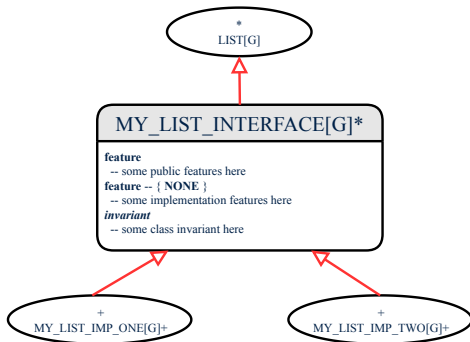 *
LIST[G]
MY_LIST_INTERFACE[G]*
feature
-- some public features here
feature -- { NONE }
-- some implementation features here
invariant
-- some class invariant here
+
MY_LIST_IMP_ONE[G]+
+
MY_LIST_IMP_TWO[G]+